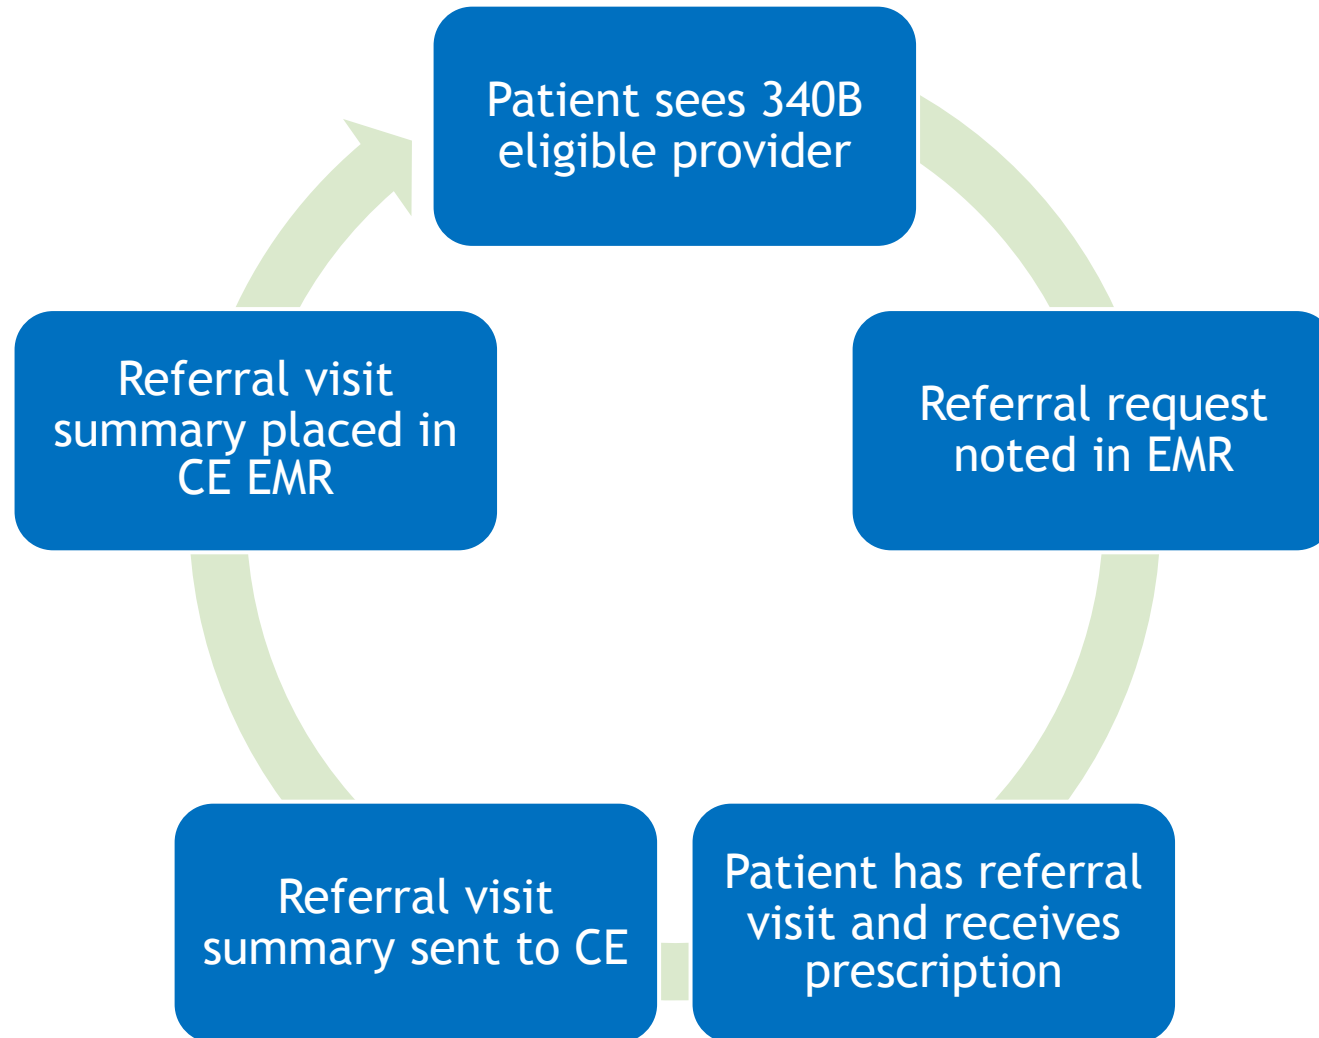 Patient sees 340B
eligible provider
Referral request
noted in EMR
Patient has referral
visit and receives
prescription
Referral visit
summary sent to CE
Referral visit
summary placed in
CE EMR